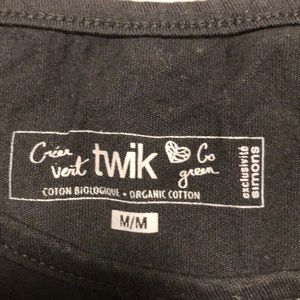 Créer vert
twik
Go green
COTON BIOLOGIQUE • ORGANIC COTTON
exclusivité
simons
M/M